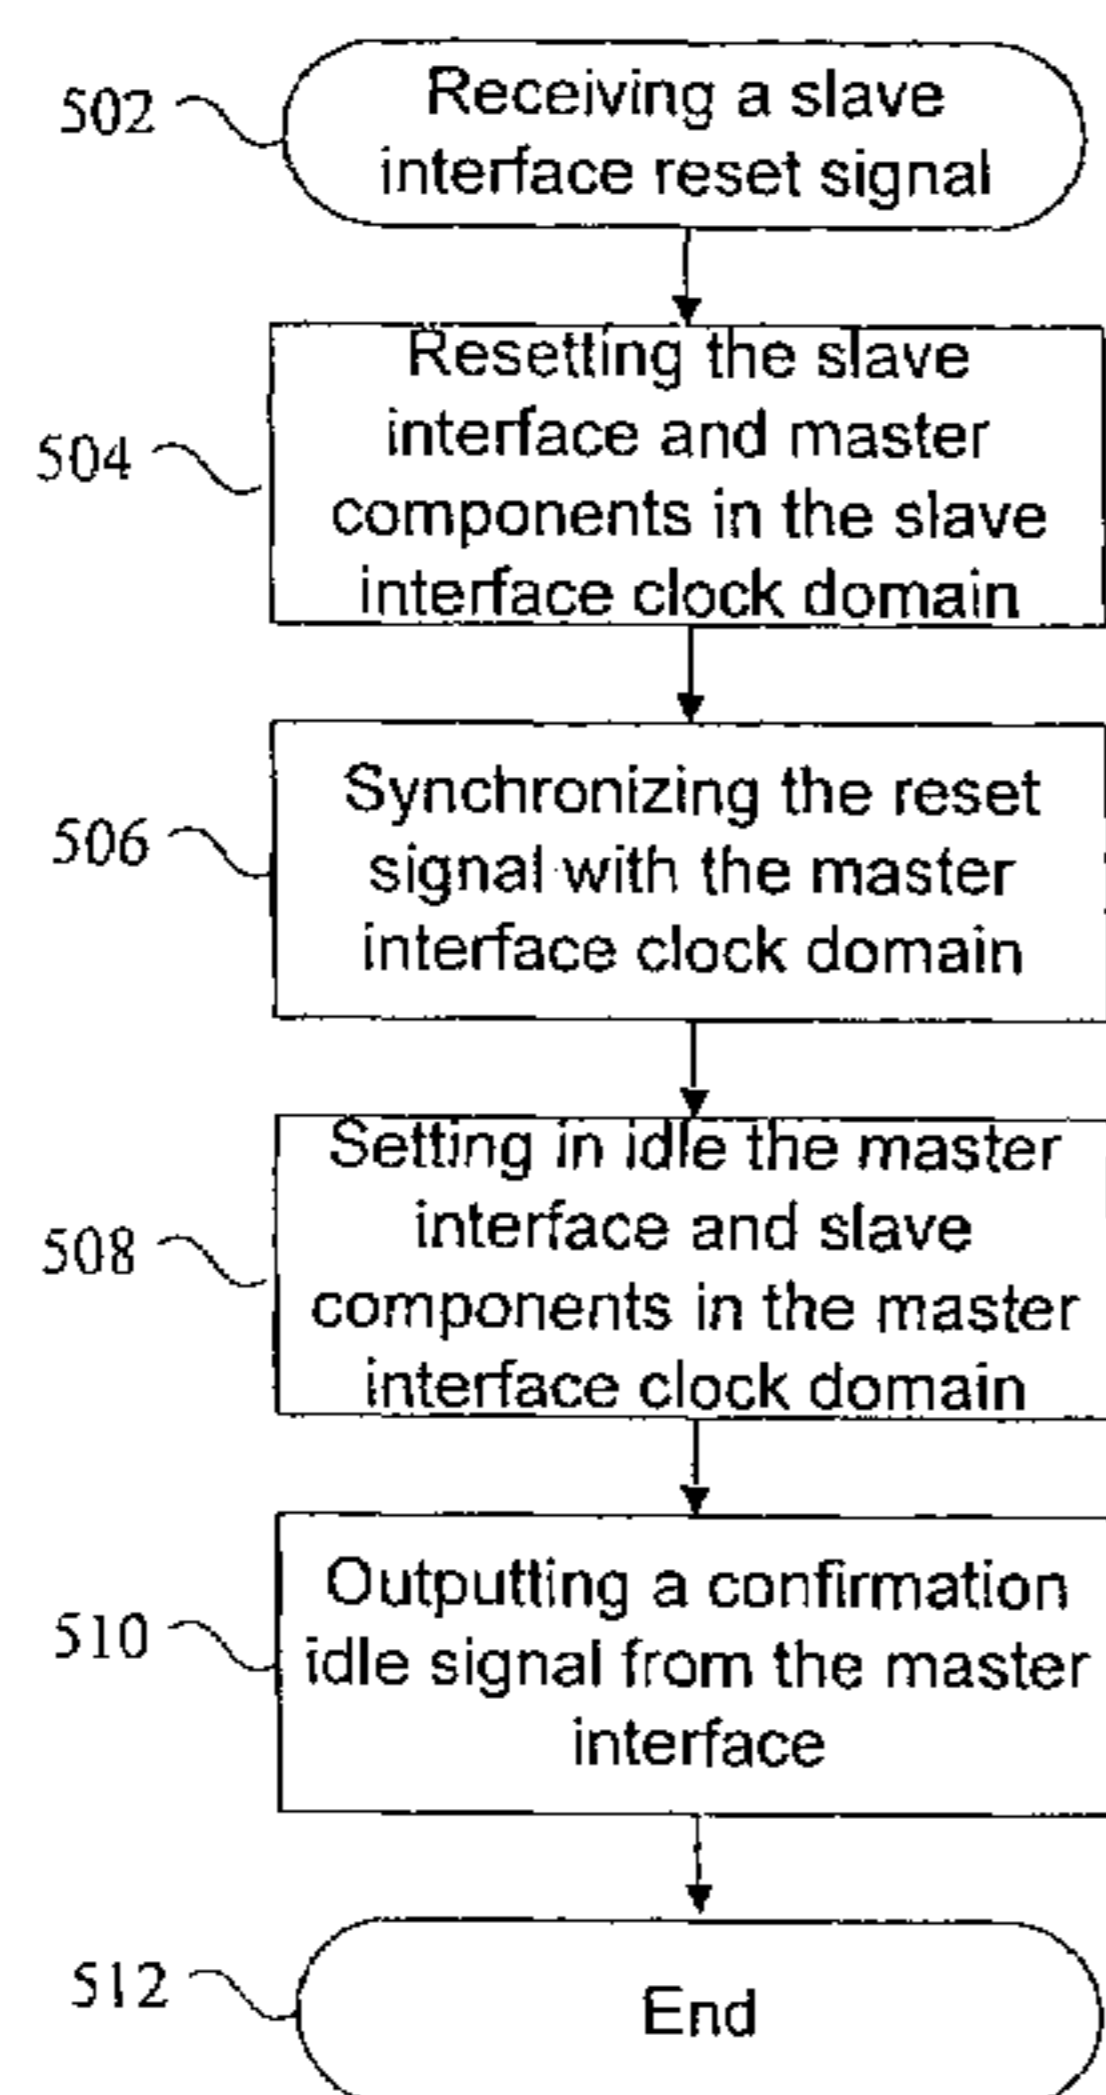 502
Receiving a slave
interface reset signal
504
Resetting the slave
interface and master
components in the slave
interface clock domain
506
Synchronizing the reset
signal with the master
interface clock domain
508
Setting in idle the master
interface and slave
components in the master
interface clock domain
510
Outputting a confirmation
idle signal from the master
interface
512
End